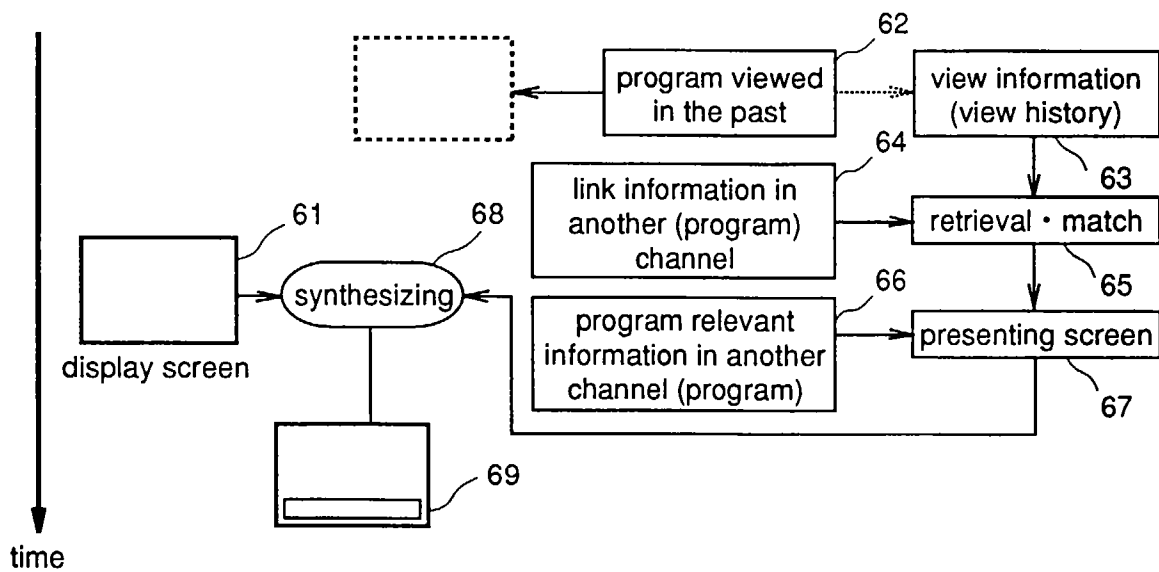 62
program viewed
in the past
view information
(view history)
64
63
link information in
another (program)
channel
retrieval・match
61
68
65
synthesizing
66
program relevant
information in another
channel (program)
presenting screen
display screen
67
69
time